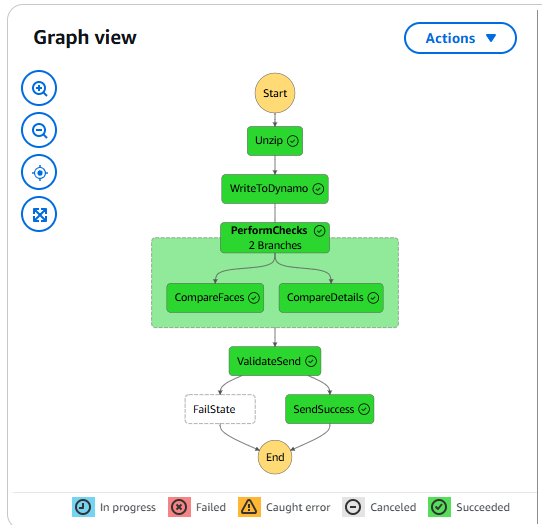 Graph view
Actions
Start
Unzip
WriteToDynamo
PerformChecks
2 Branches
CompareFaces
CompareDetails
ValidateSend
FailState
SendSuccess
End
In progress
Failed
Caught error
Canceled
Succeeded